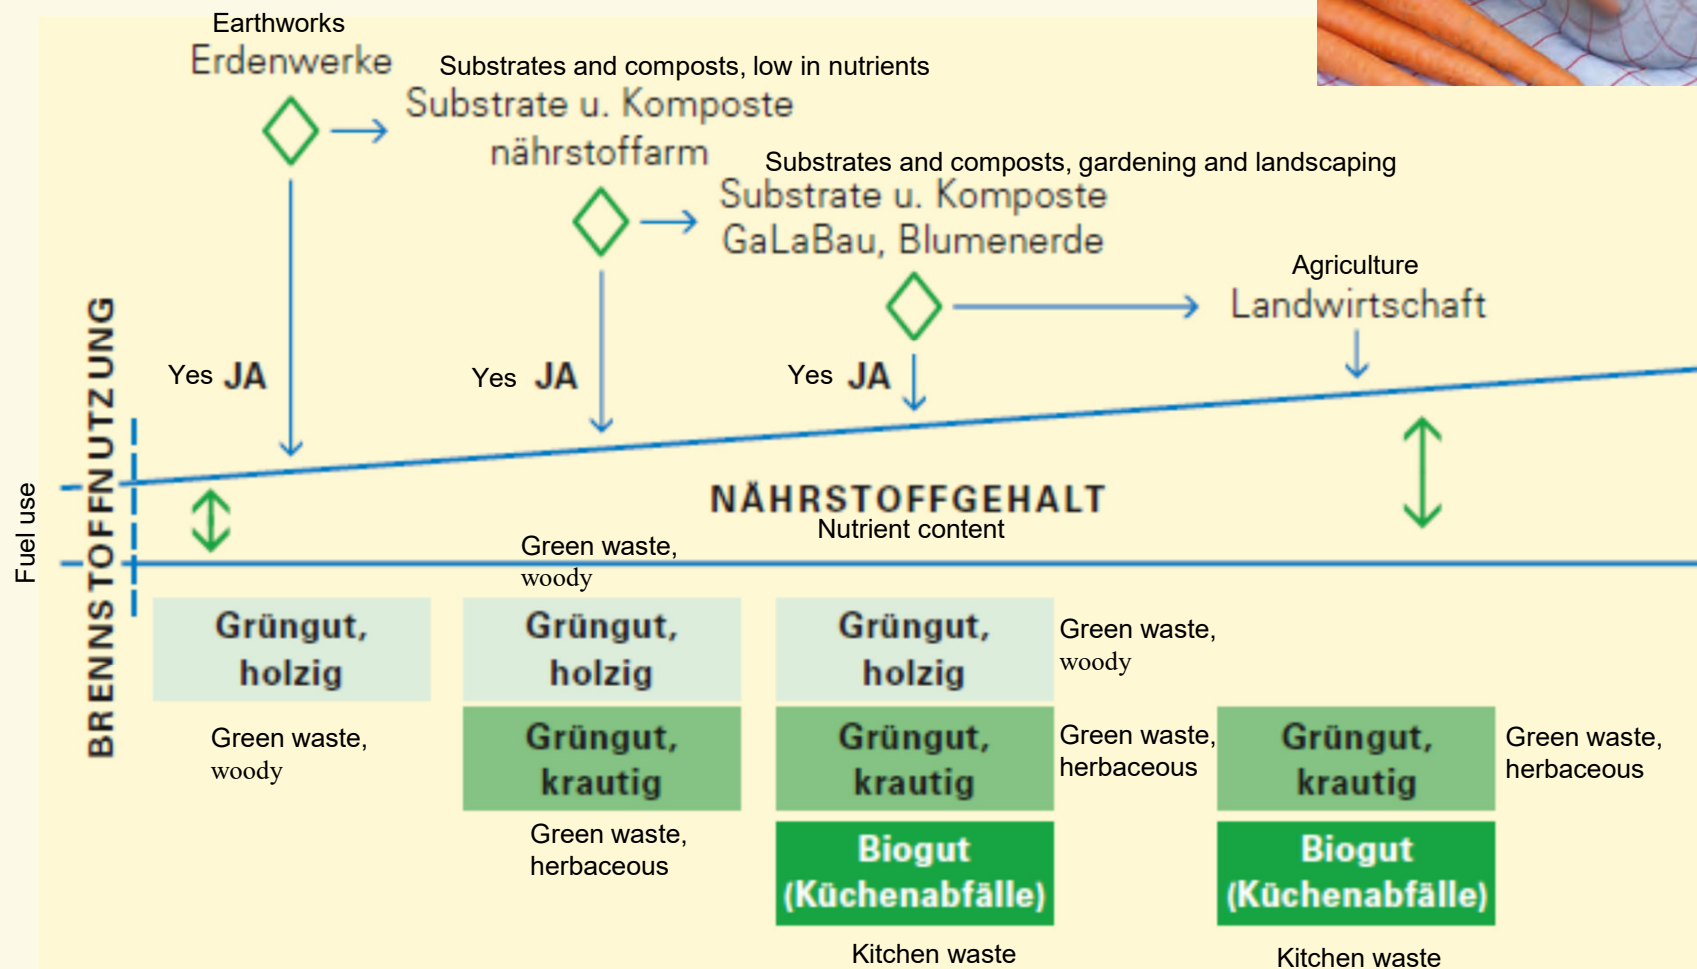 Earthworks
Erdenwerke
Substrates and composts, low in nutrients
Substrate u. Komposte
nährstoffarm
Substrates and composts, gardening and landscaping
Substrate u. Komposte
GaLaBau, Blumenerde
Agriculture
Landwirtschaft
Yes JA
Yes JA
Yes JA
Fuel use
BRENNSTOFFNUTZUNG
NÄHRSTOFFGEHALT
Nutrient content
Green waste,
woody
Grüngut,
holzig
Grüngut,
holzig
Grüngut,
holzig
Green waste,
woody
Green waste,
woody
Grüngut,
krautig
Grüngut,
krautig
Green waste,
herbaceous
Grüngut,
krautig
Green waste,
herbaceous
Green waste,
herbaceous
Biogut
(Küchenabfälle)
Biogut
(Küchenabfälle)
Kitchen waste
Kitchen waste